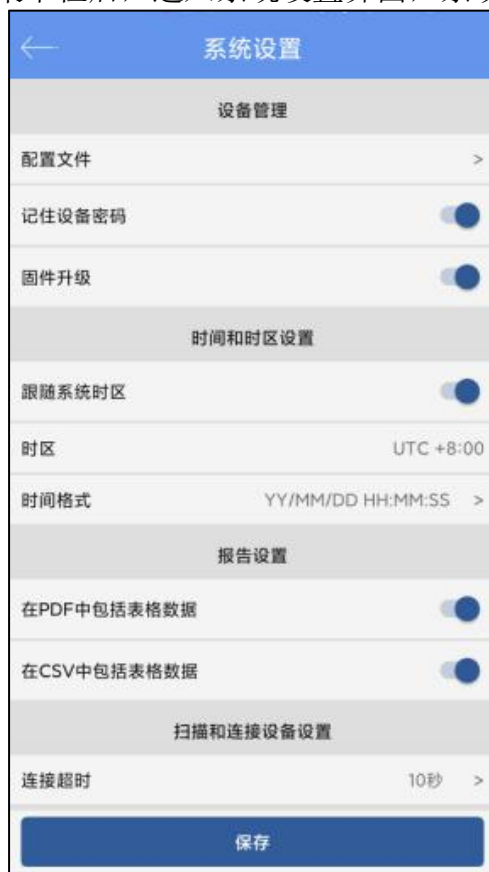 系统设置
设备管理
配置文件 >
记住设备密码
固件升级
时间和时区设置
跟随系统时区
时区 UTC +8:00
时间格式 YY/MM/DD HH:MM:SS >
报告设置
在PDF中包括表格数据
在CSV中包括表格数据
扫描和连接设备设置
连接超时 10秒 >
保存